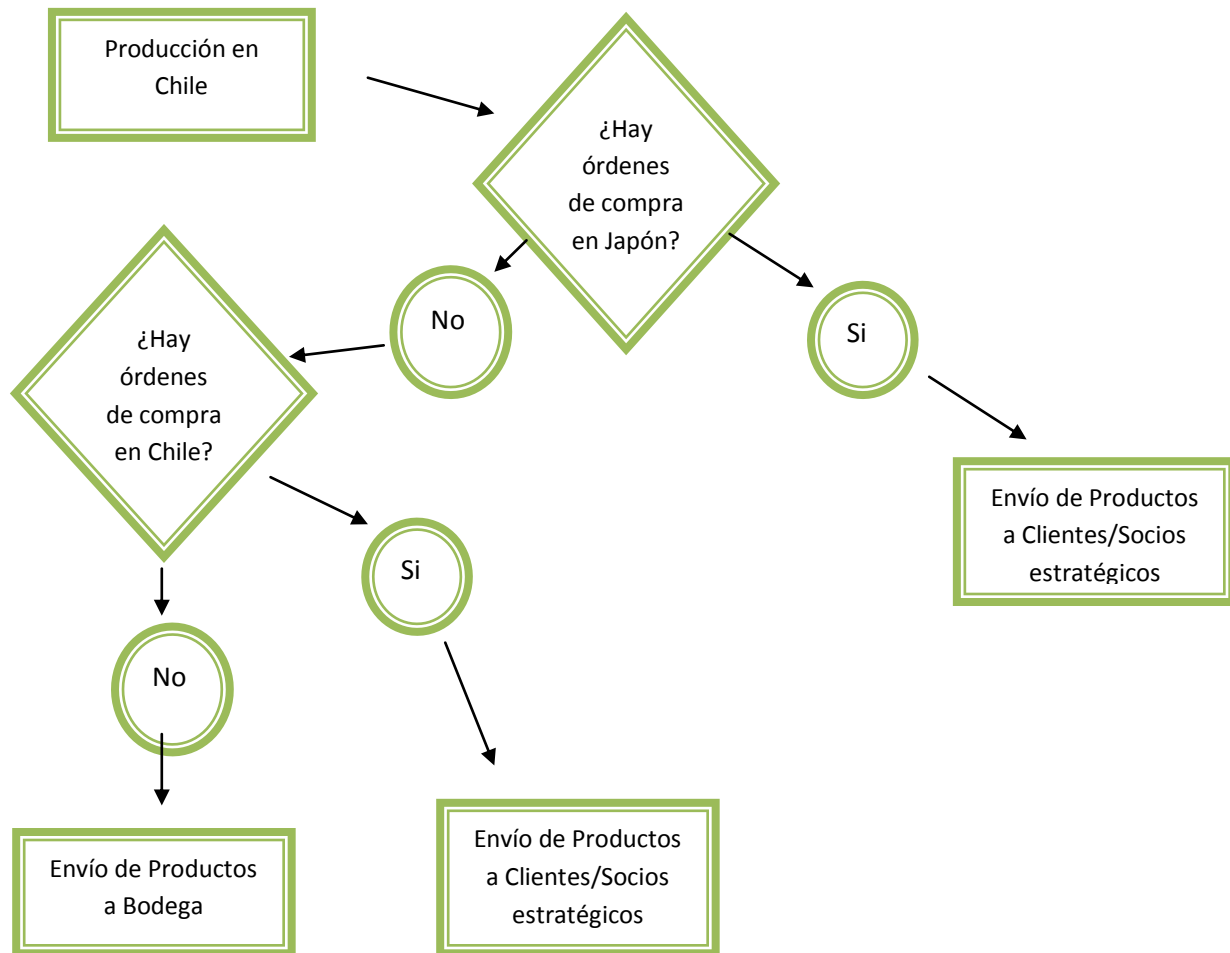 Producción en
Chile
¿Hay
órdenes
de compra
en Japón?
No
Si
¿Hay
órdenes
de compra
en Chile?
Envío de Productos
a Clientes/Socios
estratégicos
Si
No
Envío de Productos
a Clientes/Socios
estratégicos
Envío de Productos
a Bodega